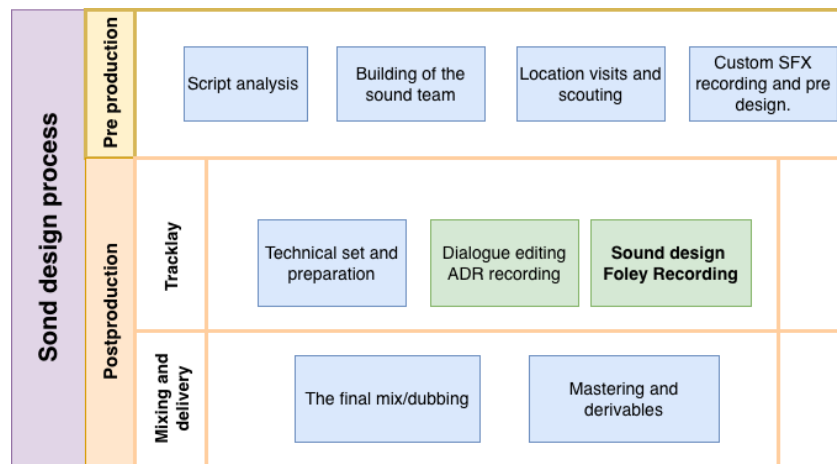 Sond design process
Pre production
Script analysis
Building of the
sound team
Location visits and
scouting
Custom SFX
recording and pre
design.
Postproduction
Tracklay
Technical set and
preparation
Dialogue editing
ADR recording
Sound design
Foley Recording
Mixing and
delivery
The final mix/dubbing
Mastering and
derivables